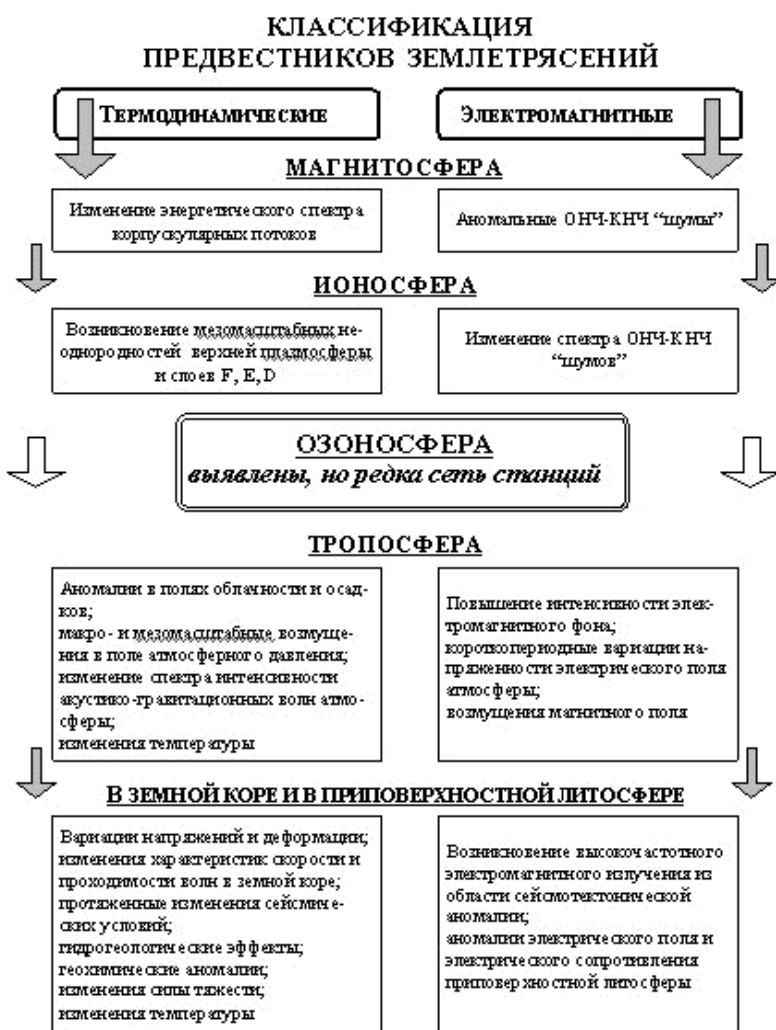 КЛАССИФИКАЦИЯ
ПРЕДВЕСТНИКОВ ЗЕМЛЕТРЯСЕНИЙ
ТЕРМОДИНАМИЧЕСКИЕ
ЭЛЕКТРОМАГНИТНЫЕ
МАГНИТОСФЕРА
Изменение энергетического спектра
корпускулярных потоков
Аномальные ОНЧ-КНЧ “шумы”
ИОНОСФЕРА
Возникновение мезомасштабных не-
однородностей верхней плазмосферы
и слоев F, E, D
Изменение спектра ОНЧ-КНЧ
“шумов”
ОЗОНОСФЕРА
выявлены, но редка сеть станций
ТРОПОСФЕРА
Аномалии в полях облачности и осад-
ков;
макро- и мезомасштабные возмуще-
ния в поле атмосферного давления;
изменение спектра интенсивности
акустико-гравитационных волн атмо-
сферы;
изменения температуры
Повышение интенсивности элек-
тромагнитного фона;
короткопериодные вариации на-
пряженности электрического поля
атмосферы;
возмущения магнитного поля
В ЗЕМНОЙ КОРЕ И В ПРИПОВЕРХНОСТНОЙ ЛИТОСФЕРЕ
Вариации напряжений и деформации;
изменения характеристик скорости и
проходимости волн в земной коре;
протяженные изменения сейсмиче-
ских условий;
гидрогеологические эффекты;
геохимические аномалии;
изменения силы тяжести;
изменения температуры
Возникновение высокочастотного
электромагнитного излучения из
области сейсмотектонической
аномалии;
аномалии электрического поля и
электрического сопротивления
приповерхностной литосферы